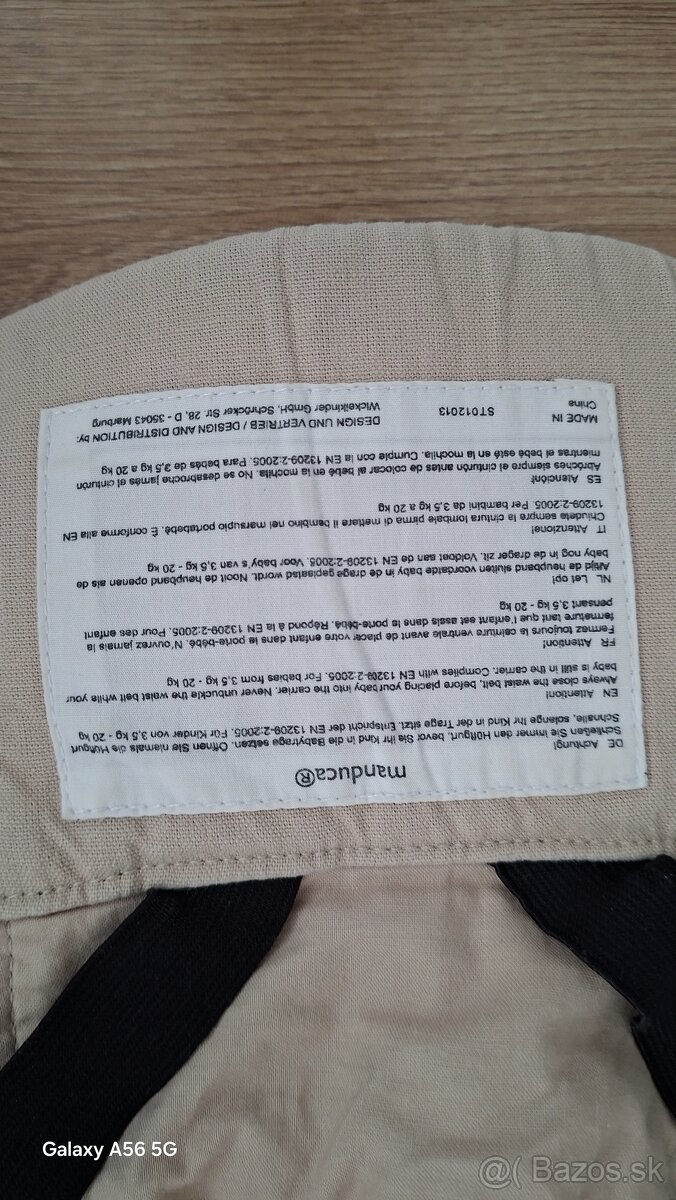 manduca®
DE Achtung!
Schließen Sie immer den Hüftgurt, bevor Sie Ihr Kind in die Babytrage setzen. Öffnen Sie niemals die Hüftgurt
Schnalle, solange Ihr Kind in der Trage sitzt. Entspricht der EN 13209-2:2005. Für Kinder von 3,5 kg - 20 kg
EN Attention!
Always close the waist belt, before placing your baby into the carrier. Never unbuckle the waist belt while your
baby is still in the carrier. Complies with EN 13209-2:2005. For babies from 3.5 kg - 20 kg
FR Attention!
Fermez toujours la ceinture ventrale avant de placer votre enfant dans la porte-bébé. N'ouvrez jamais la
fermeture tant que l'enfant est assis dans le porte-bébé. Répond à la EN 13209-2:2005. Pour des enfant
pensant 3,5 kg - 20 kg
NL Let op!
Altijd de heupband sluiten voordatde baby in de drage geplaatst wordt. Nooit de heupband openen als de
baby nog in de drager zit. Voldoet aan de EN 13209-2:2005. Voor baby's van 3,5 kg - 20 kg
IT Attenzione!
Chiudete sempre la cintura lombale pirma di mettare il bambino nel marsupio portabebé. È conforme alla EN
13209-2:2005. Per bambini da 3,5 kg a 20 kg
ES Atención!
Abróchas siempre el cinturón antes de colocar al bebé en la mochila. No se desabroche jamés el cinturón
mientras el bebé esté en la mochila. Cumple con la EN 13209-2:2005. Para bebés de 3,5 kg a 20 kg
MADE IN
China
ST012013
DESIGN UND VERTRIEB / DESIGN AND DISTRIBUTION by:
Wickelkinder GmbH, Schröcker Str. 28, D - 35043 Marburg
Galaxy A56 5G
@( Bazos.sk